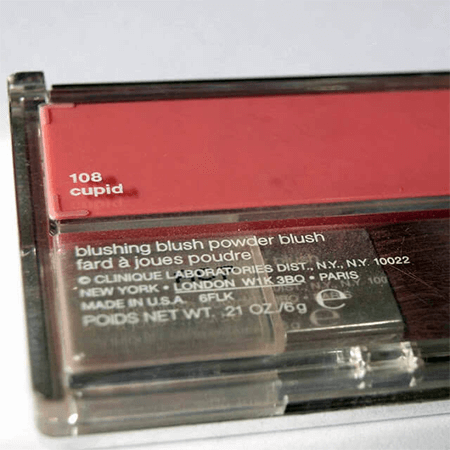 108
cupid
blushing blush powder blush
fard à joues poudre
© CLINIQUE LABORATORIES DIST., N.Y., N.Y. 10022
NEW YORK • LONDON W1K 3BQ • PARIS
MADE IN U.S.A. 6FLK
POIDS NET WT. .21 OZ./6g ℮